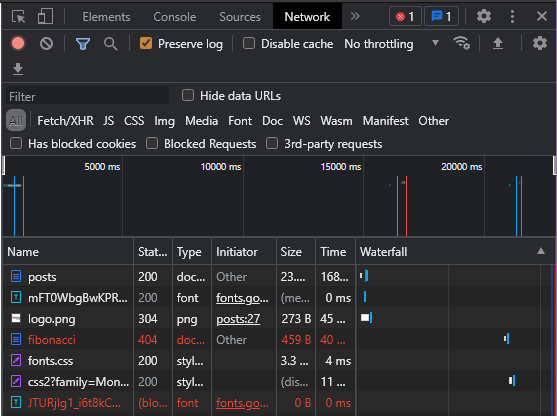 Elements Console Sources Network » 1 1
Preserve log Disable cache No throttling
Filter Hide data URLs
All Fetch/XHR JS CSS Img Media Font Doc WS Wasm Manifest Other
Has blocked cookies Blocked Requests 3rd-party requests
5000 ms 10000 ms 15000 ms 20000 ms
Name Stat... Type Initiator Size Time Waterfall
posts 200 doc... Other 23.... 168...
mFT0WbgBwKPR... 200 font fonts.go... (me... 0 ms
logo.png 304 png posts:27 273 B 45 ...
fibonacci 404 doc... Other 459 B 40 ...
fonts.css 200 styl... 3.3 ... 4 ms
css2?family=Mon... 200 styl... (dis... 11 ...
JTURjIg1_i6t8kC... (blo... font fonts.go... 0 B 0 ms